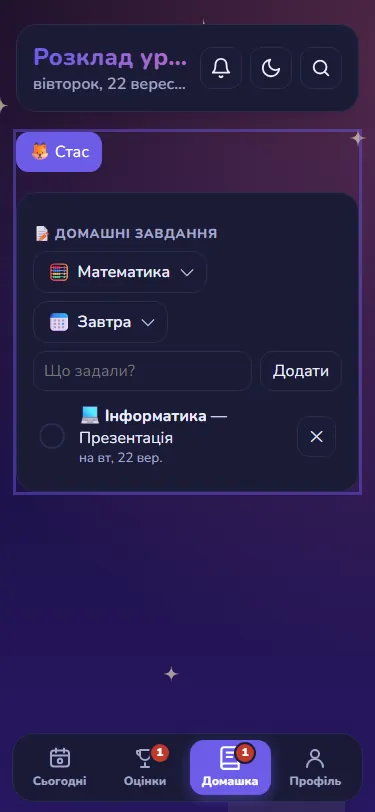 Розклад ур...
вівторок, 22 верес...
Стас
ДОМАШНІ ЗАВДАННЯ
Математика
Завтра
Що задали?
Додати
Інформатика —
Презентація
на вт, 22 вер.
1
1
Сьогодні
Оцінки
Домашка
Профіль